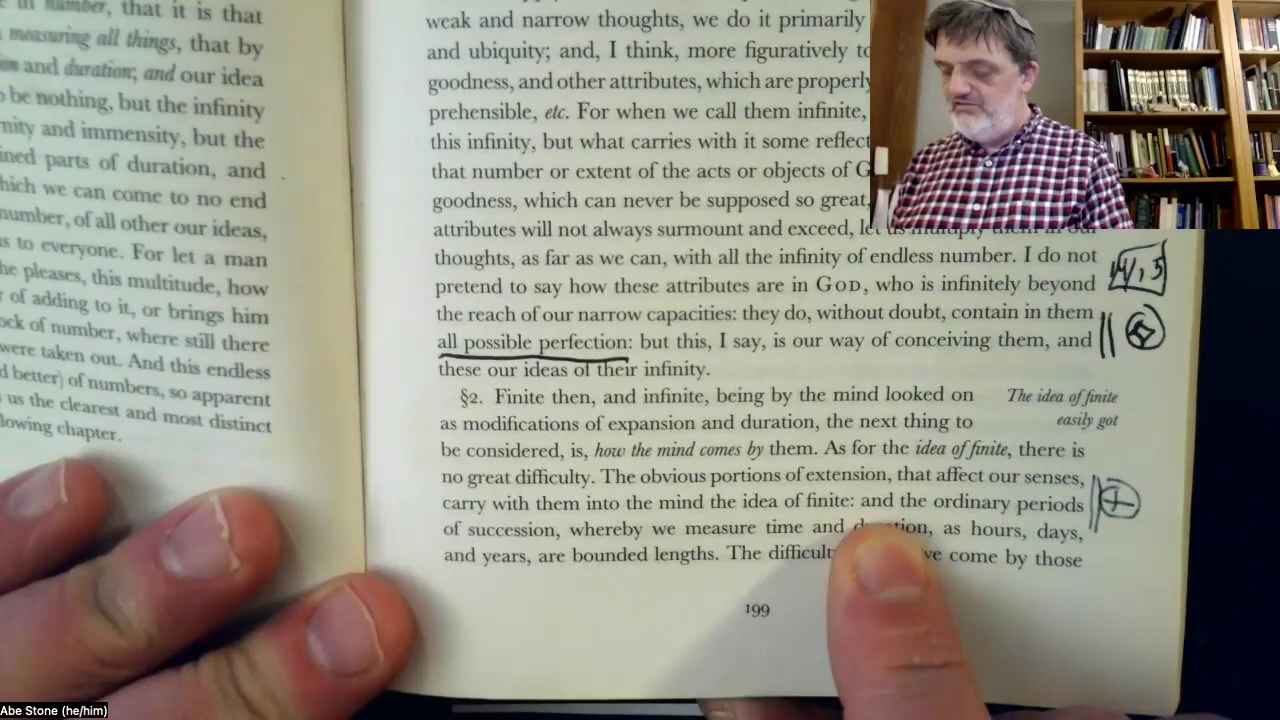 number, that it is that
measuring all things, that by
and duration; and our idea
be nothing, but the infinity
eternity and immensity, but the
parts of duration, and
which we can come to no end
number, of all other our ideas,
to everyone. For let a man
he pleases, this multitude, how
of adding to it, or brings him
of number, where still there
were taken out. And this endless
better) of numbers, so apparent
us the clearest and most distinct
following chapter.
weak and narrow thoughts, we do it primarily
and ubiquity; and, I think, more figuratively to
goodness, and other attributes, which are properly
prehensible, etc. For when we call them infinite,
this infinity, but what carries with it some
that number or extent of the acts or objects of
goodness, which can never be supposed so great,
attributes will not always surmount and exceed, let us multiply them in our
thoughts, as far as we can, with all the infinity of endless number. I do not
pretend to say how these attributes are in GOD, who is infinitely beyond
the reach of our narrow capacities: they do, without doubt, contain in them
all possible perfection: but this, I say, is our way of conceiving them, and
these our ideas of their infinity.
§2. Finite then, and infinite, being by the mind looked on
as modifications of expansion and duration, the next thing to
be considered, is, how the mind comes by them. As for the idea of finite, there is
no great difficulty. The obvious portions of extension, that affect our senses,
carry with them into the mind the idea of finite: and the ordinary periods
of succession, whereby we measure time and duration, as hours, days,
and years, are bounded lengths. The we come by those
The idea of finite
easily got
199
Abe Stone (he/him)